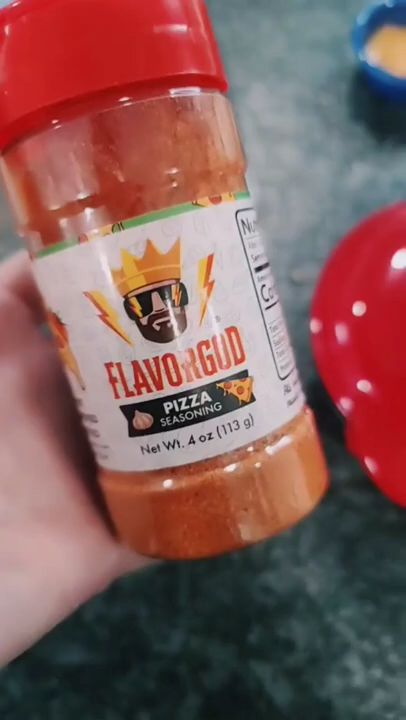 FLAVORGOD
PIZZA
SEASONING
Net Wt. 4 oz (113 g)